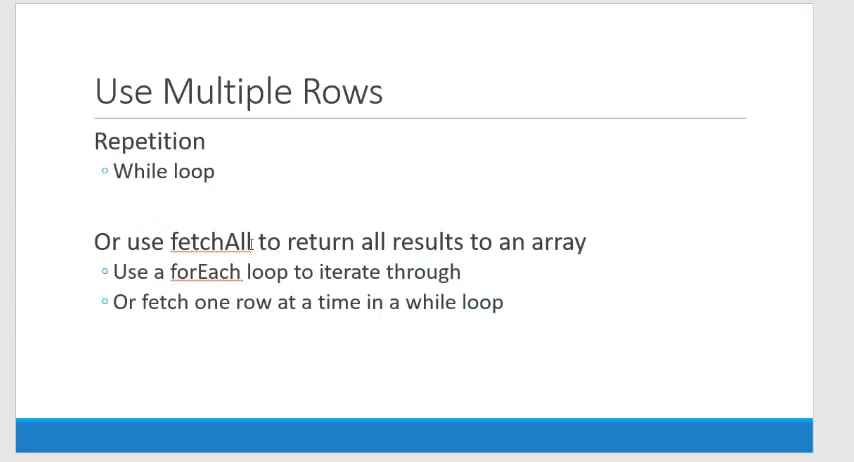 Use Multiple Rows
Repetition
◦ While loop
Or use fetchAll to return all results to an array
◦ Use a forEach loop to iterate through
◦ Or fetch one row at a time in a while loop